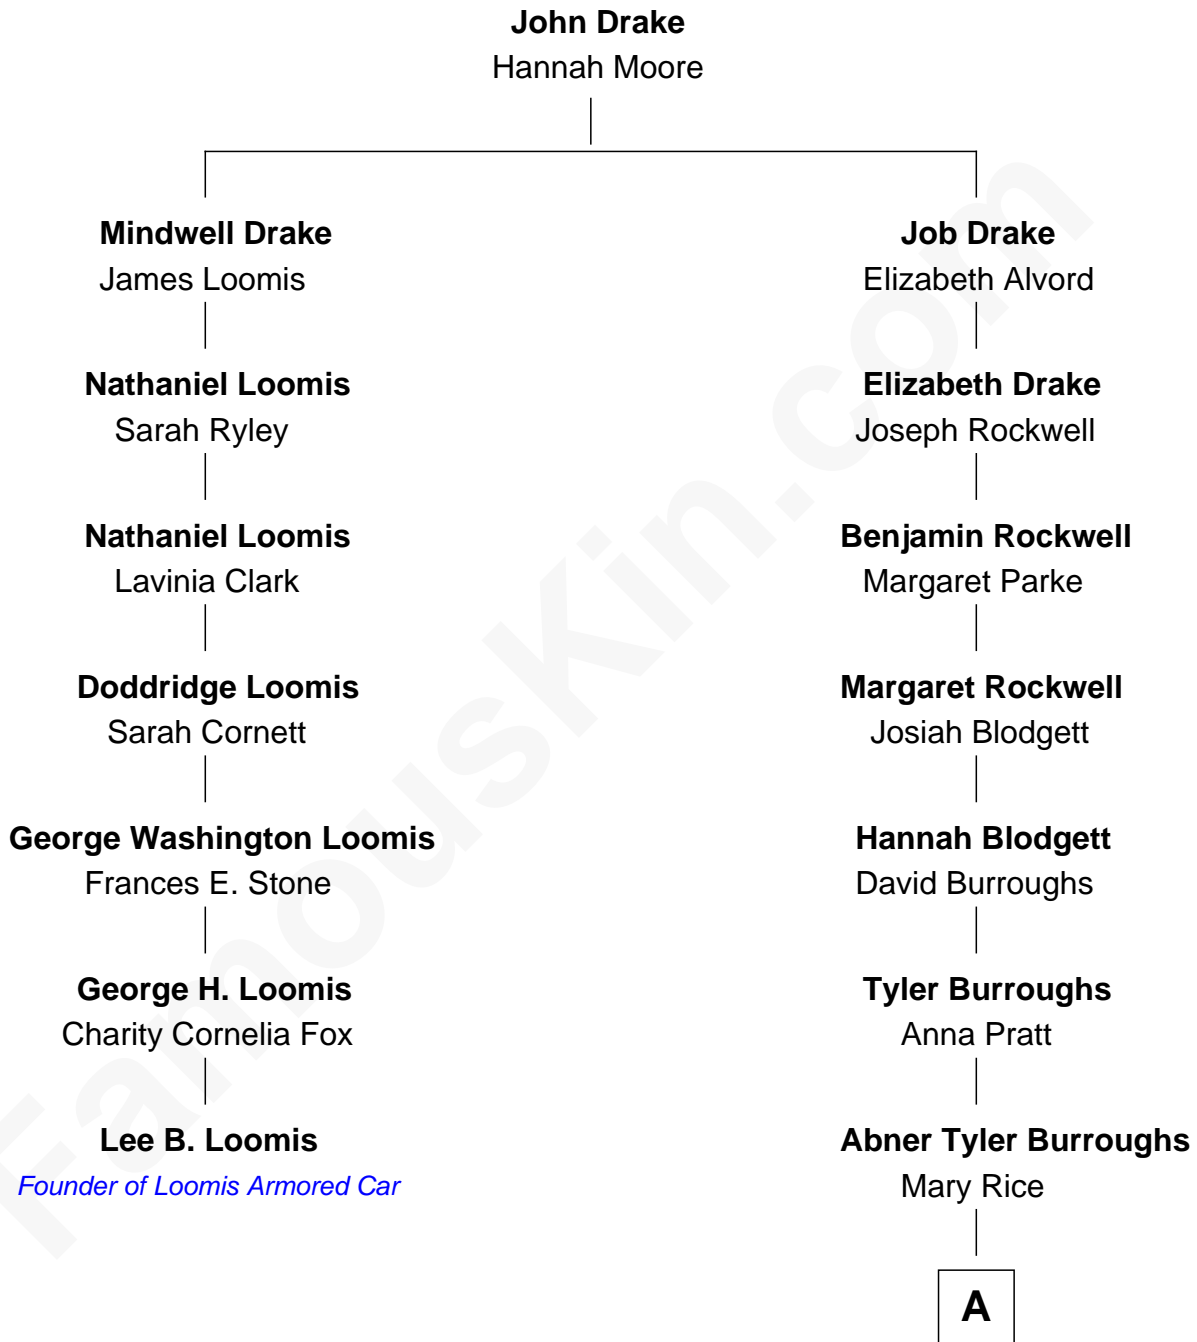 John Drake
Hannah Moore
Mindwell Drake
James Loomis
Job Drake
Elizabeth Alvord
Nathaniel Loomis
Sarah Ryley
Elizabeth Drake
Joseph Rockwell
Nathaniel Loomis
Lavinia Clark
Benjamin Rockwell
Margaret Parke
Doddridge Loomis
Sarah Cornett
Margaret Rockwell
Josiah Blodgett
George Washington Loomis
Frances E. Stone
Hannah Blodgett
David Burroughs
George H. Loomis
Charity Cornelia Fox
Tyler Burroughs
Anna Pratt
Lee B. Loomis
Founder of Loomis Armored Car
Abner Tyler Burroughs
Mary Rice
A
FamousKin.com